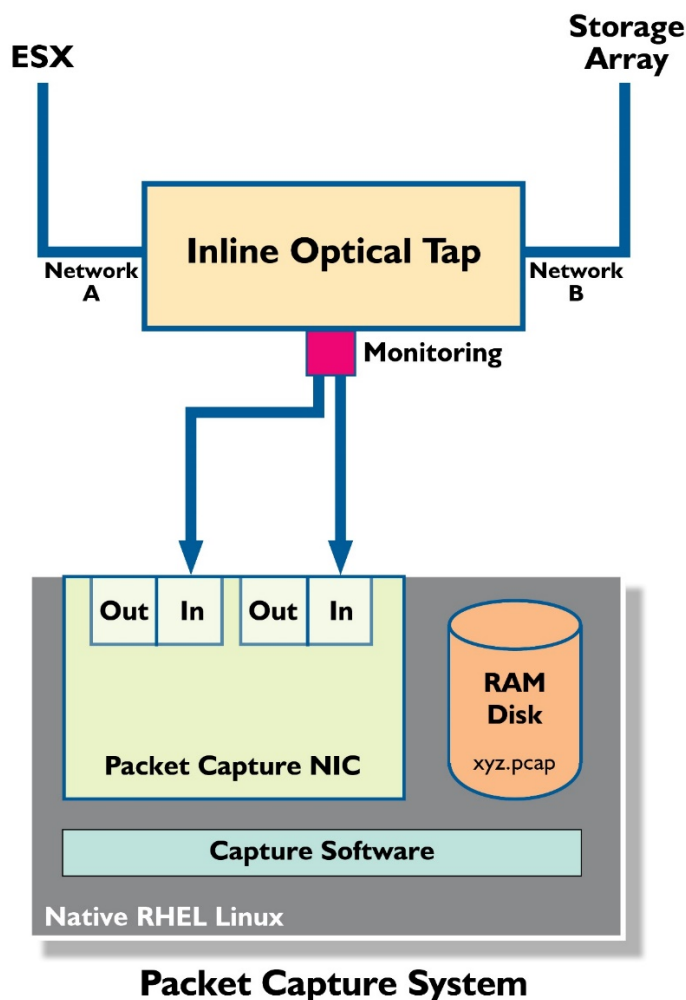 ESX
Storage
Array
Inline Optical Tap
Network
A
Network
B
Monitoring
Out In Out In
RAM
Disk
xyz.pcap
Packet Capture NIC
Capture Software
Native RHEL Linux
Packet Capture System